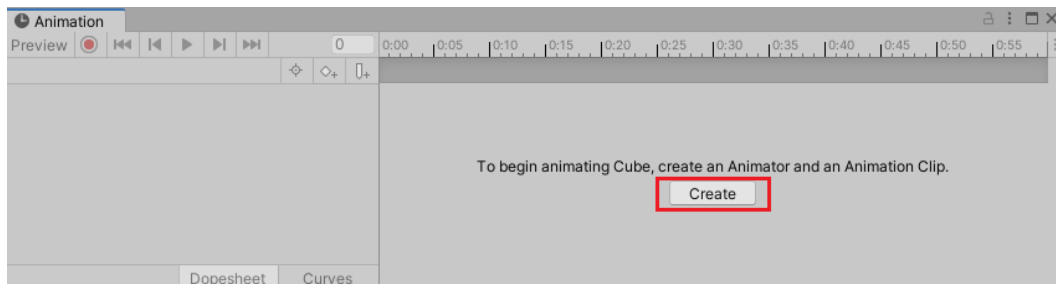 Animation
Preview 0 0:00 0:05 0:10 0:15 0:20 0:25 0:30 0:35 0:40 0:45 0:50 0:55
To begin animating Cube, create an Animator and an Animation Clip.
Create
Dopesheet Curves